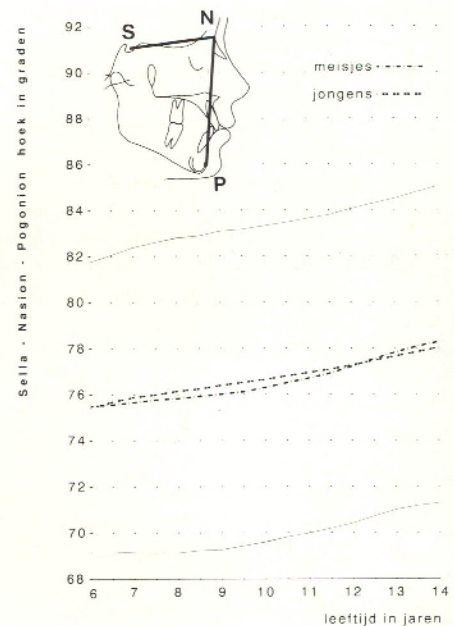 Sella - Nasion - Pogonion hoek in graden
92
90
88
86
84
82
80
78
76
74
72
70
68
S
N
P
meisjes
jongens
6 7 8 9 10 11 12 13 14
leeftijd in jaren